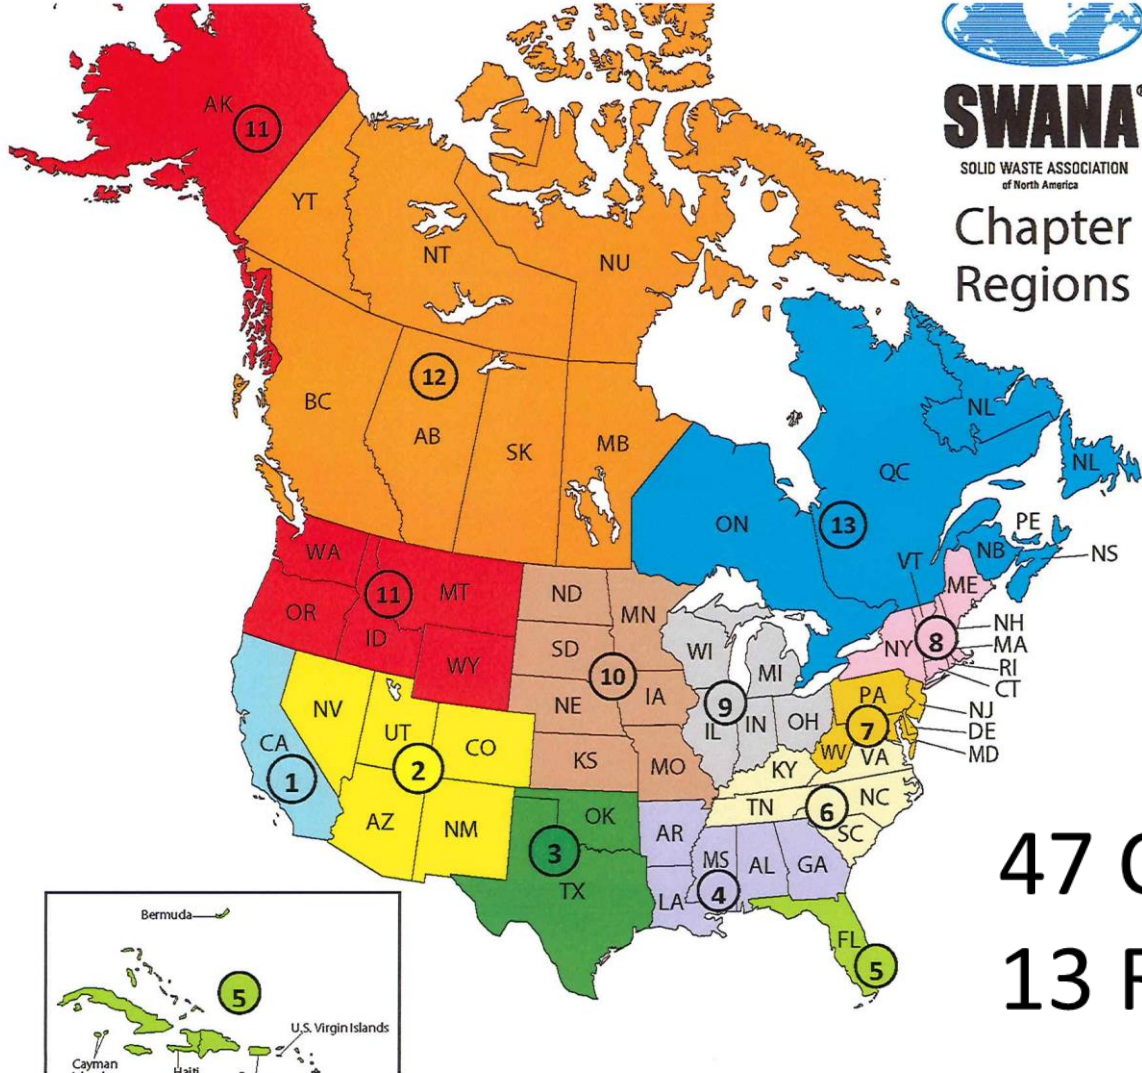 SWANA®
SOLID WASTE ASSOCIATION
of North America
Chapter
Regions
AK
11
YT
NT
NU
BC
12
AB
SK
MB
ON
QC
13
NL
NL
PE
NB
NS
WA
OR
11
MT
ID
WY
ND
MN
SD
10
NE
IA
KS
MO
WI
MI
9
IL
IN
OH
VT
ME
NH
8
MA
NY
RI
CT
PA
NJ
7
DE
MD
WV
VA
KY
NC
TN
6
SC
CA
1
NV
UT
2
CO
AZ
NM
OK
3
TX
AR
MS
AL
GA
LA
4
FL
5
47
13
Bermuda
5
U.S. Virgin Islands
Cayman
Haiti